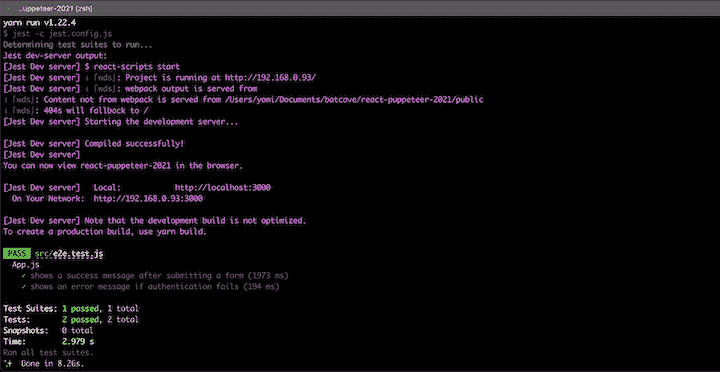 ..uppeteer-2021 (zsh)
yarn run v1.22.4
$ jest -c jest.config.js
Determining test suites to run...
Jest dev-server output:
[Jest Dev server] $ react-scripts start
[Jest Dev server] ℹ 「wds」: Project is running at http://192.168.0.93/
[Jest Dev server] ℹ 「wds」: webpack output is served from
ℹ 「wds」: Content not from webpack is served from /Users/yomi/Documents/batcave/react-puppeteer-2021/public
ℹ 「wds」: 404s will fallback to /
[Jest Dev server] Starting the development server...
[Jest Dev server] Compiled successfully!
[Jest Dev server]
You can now view react-puppeteer-2021 in the browser.
[Jest Dev server]   Local:            http://localhost:3000
On Your Network:  http://192.168.0.93:3000
[Jest Dev server] Note that the development build is not optimized.
To create a production build, use yarn build.
PASS src/e2e.test.js
App.js
✓ shows a success message after submitting a form (1973 ms)
✓ shows an error message if authentication fails (194 ms)
Test Suites: 1 passed, 1 total
Tests:       2 passed, 2 total
Snapshots:   0 total
Time:        2.979 s
Ran all test suites.
✨  Done in 8.26s.